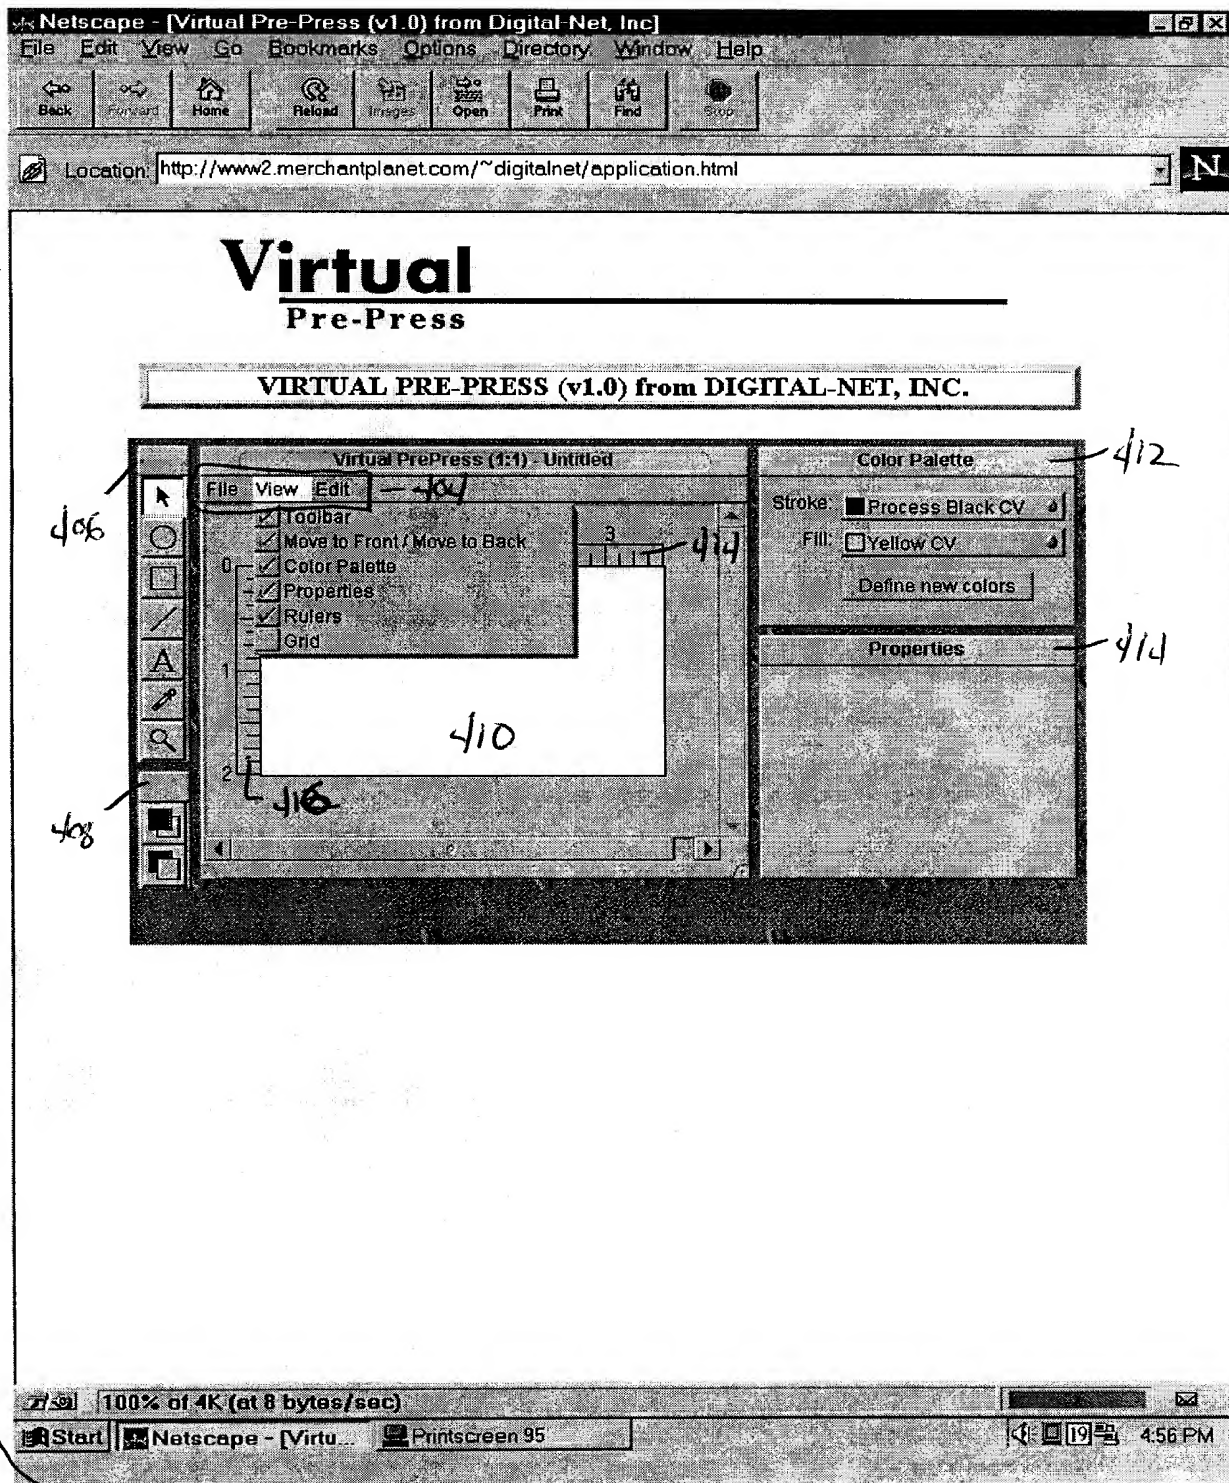 Netscape - [Virtual Pre-Press (v1.0) from Digital-Net, Inc]
File Edit View Go Bookmarks Options Directory Window Help
Back Forward Home Reload Images Open Print Find Stop
Location: http://www2.merchantplanet.com/~digitalnet/application.html
N
Virtual
Pre-Press
VIRTUAL PRE-PRESS (v1.0) from DIGITAL-NET, INC.
Virtual PrePress (1:1) - Untitled
Color Palette
412
File View Edit
404
406
Stroke: Process Black CV
Toolbar
3
Move to Front / Move to Back
414
Fill: Yellow CV
0
Color Palette
Properties
Define new colors
Rulers
Grid
Properties
414
A
1
410
2
416
408
100% of 4K (at 8 bytes/sec)
Start Netscape - [Virtu... Printscreen 95 19 4:56 PM